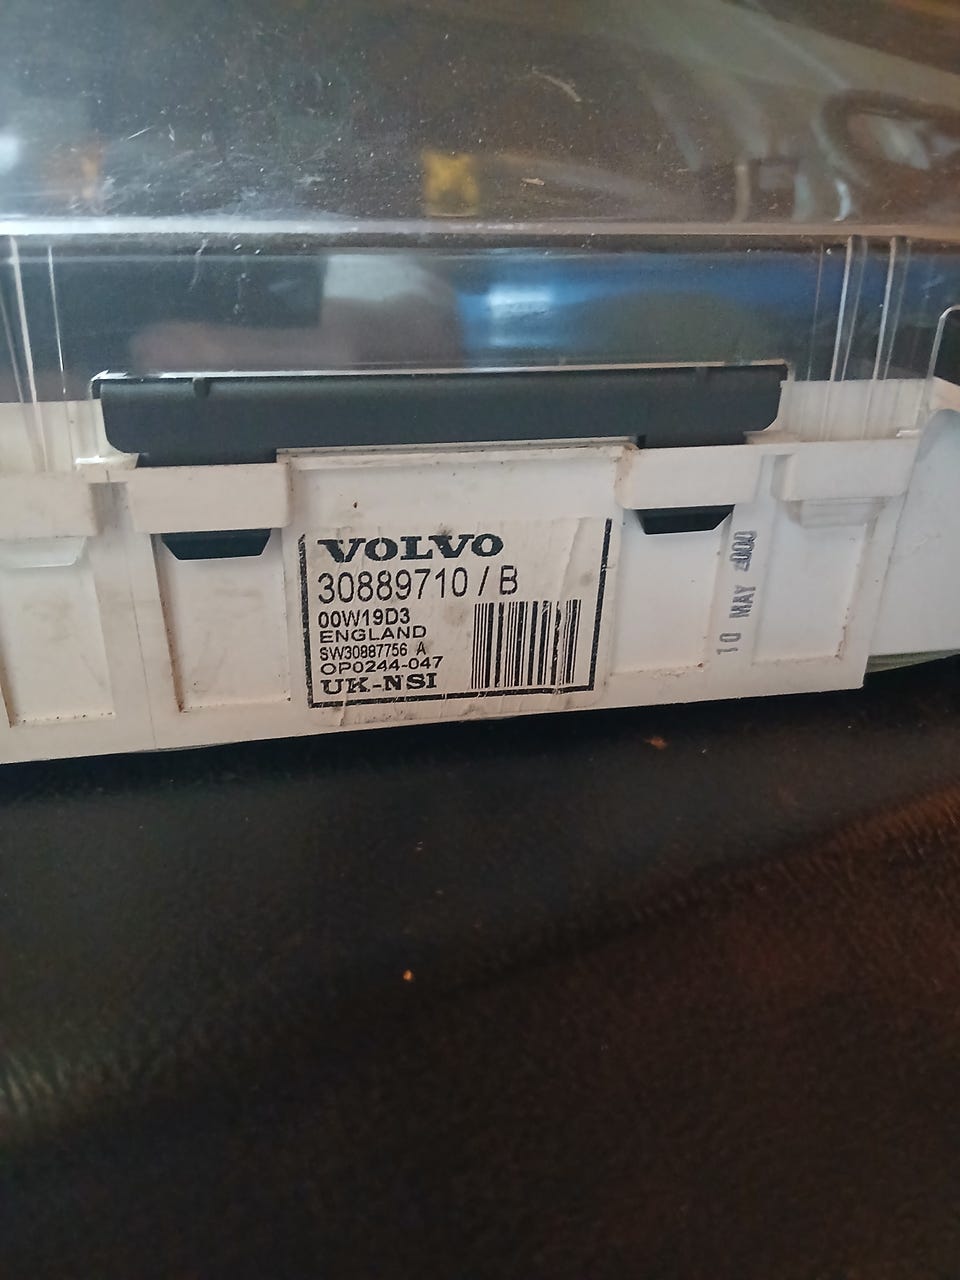 VOLVO
30889710 / B
00W19D3
ENGLAND
SW30887756 A
OP0244-047
UK-NSI
10 MAY 2000